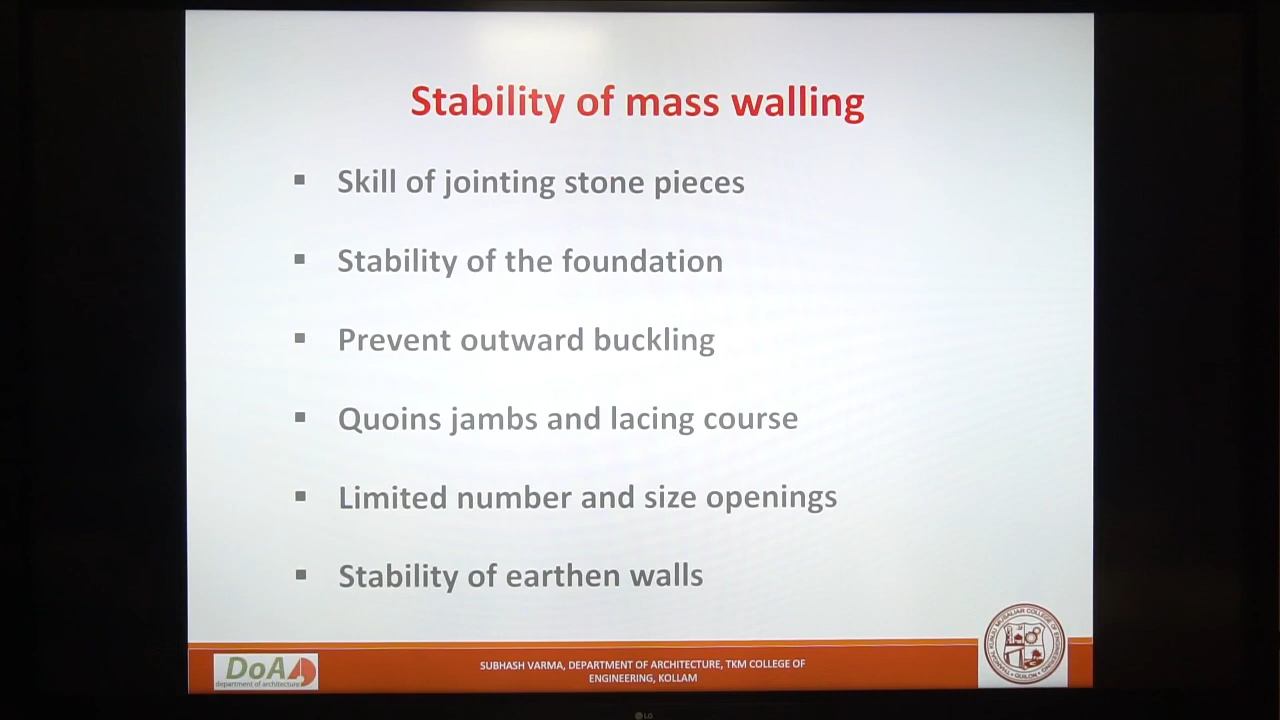 Stability of mass walling
▪ Skill of jointing stone pieces
▪ Stability of the foundation
▪ Prevent outward buckling
▪ Quoins jambs and lacing course
▪ Limited number and size openings
▪ Stability of earthen walls
DoA
department of architecture
SUBHASH VARMA, DEPARTMENT OF ARCHITECTURE, TKM COLLEGE OF
ENGINEERING, KOLLAM
LG